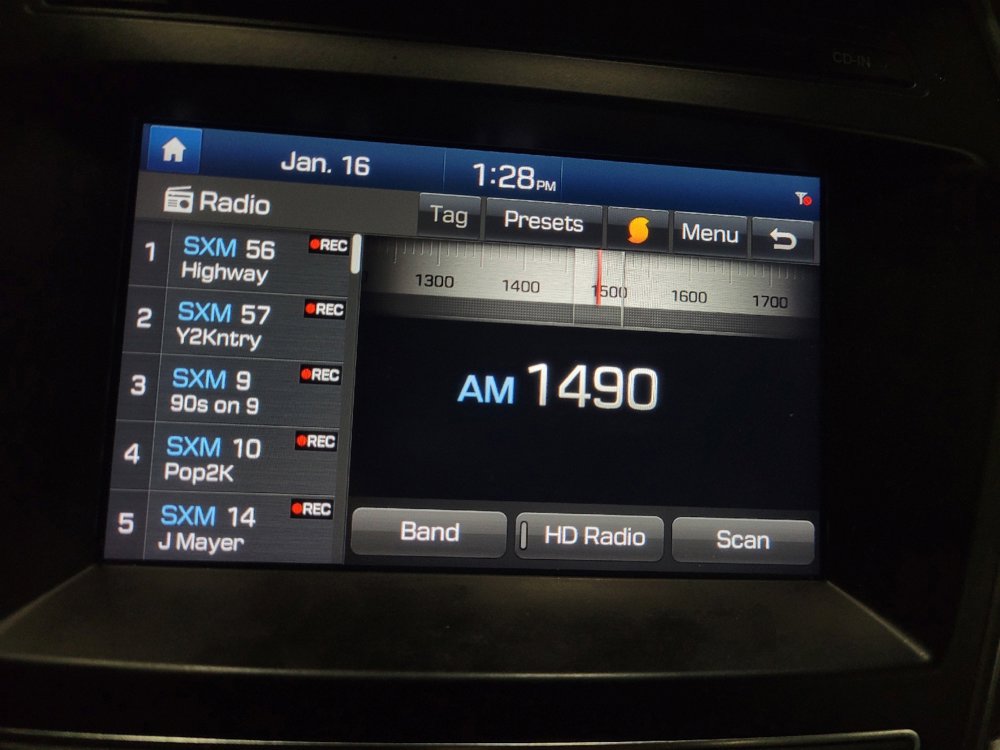 CD-IN
Jan. 16
1:28PM
Radio
Tag
Presets
Menu
1
SXM 56
REC
Highway
2
SXM 57
REC
Y2Kntry
3
SXM 9
REC
90s on 9
4
SXM 10
REC
Pop2K
5
SXM 14
REC
J Mayer
1300 1400 1500 1600 1700
AM 1490
Band
HD Radio
Scan